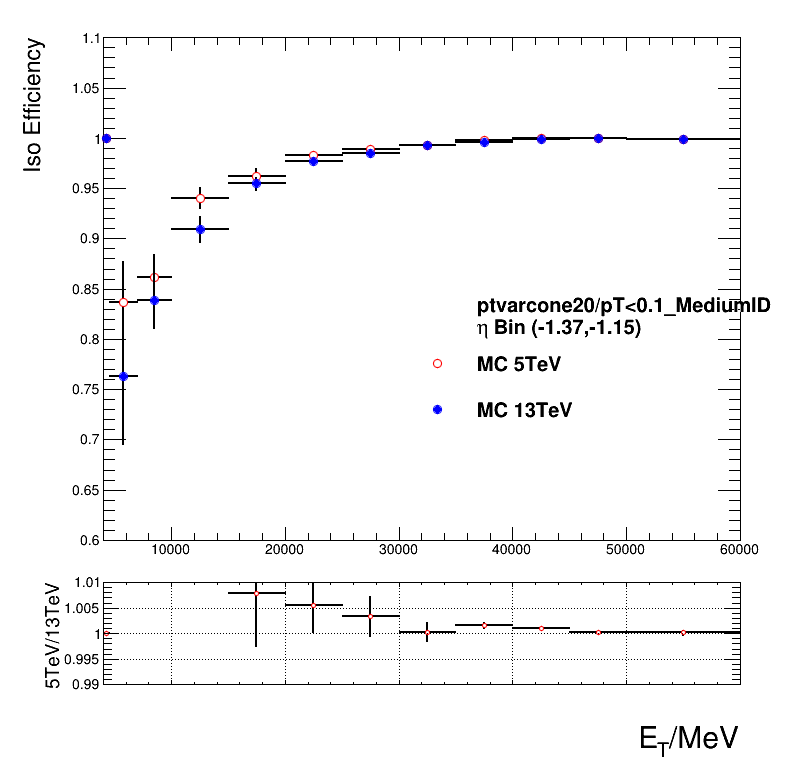 Iso Efficiency
1.1
1.05
1
0.95
0.9
0.85
0.8
0.75
0.7
0.65
0.6
ptvarcone20/pT<0.1_MediumID
η Bin (-1.37,-1.15)
MC 5TeV
MC 13TeV
10000 20000 30000 40000 50000 60000
5TeV/13TeV
1.01
1.005
1
0.995
0.99
E_T/MeV